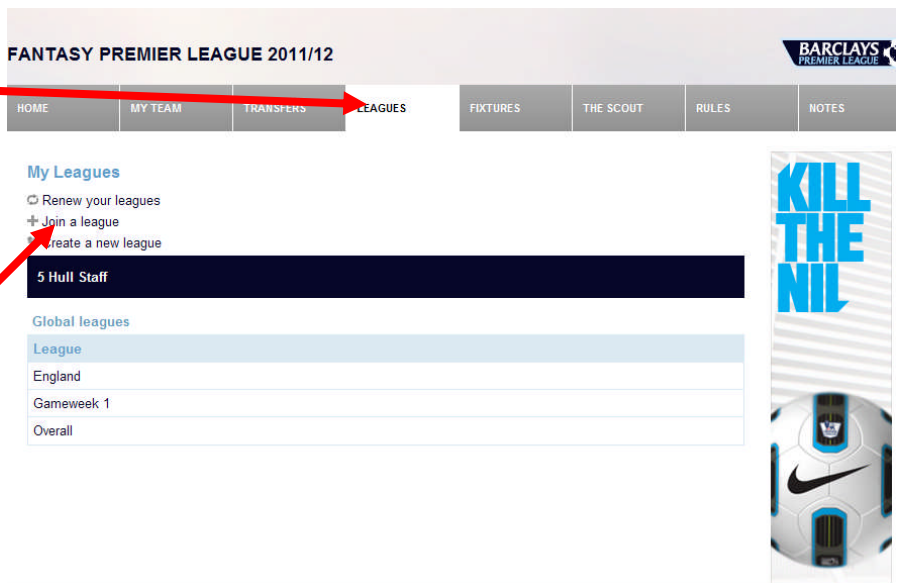 FANTASY PREMIER LEAGUE 2011/12
BARCLAYS
PREMIER LEAGUE
HOME
MY TEAM
TRANSFERS
LEAGUES
FIXTURES
THE SCOUT
RULES
NOTES
My Leagues
Renew your leagues
Join a league
Create a new league
5 Hull Staff
Global leagues
League
England
Gameweek 1
Overall
KILL
THE
NIL